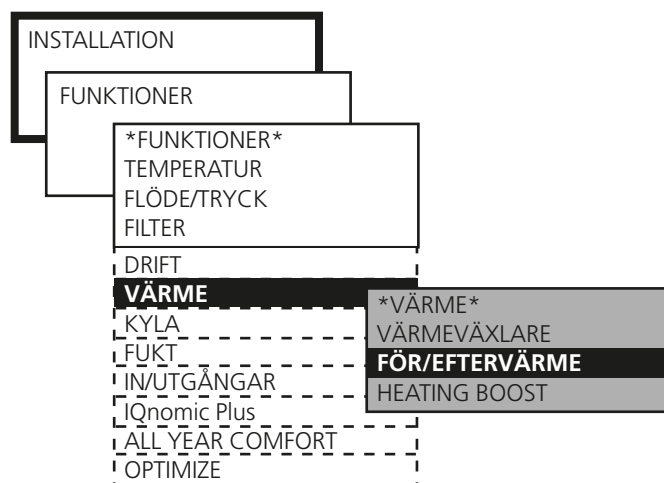 INSTALLATION
FUNKTIONER
*FUNKTIONER*
TEMPERATUR
FLÖDE/TRYCK
FILTER
DRIFT
VÄRME
KYLA
FUKT
IN/UTGÅNGAR
IQnomic Plus
ALL YEAR COMFORT
OPTIMIZE
*VÄRME*
VÄRMEVÄXLARE
FÖR/EFTERVÄRME
HEATING BOOST